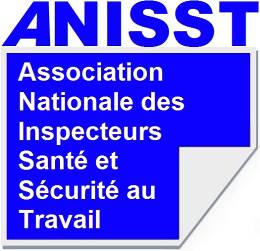 ANISST
Association
Nationale des
Inspecteurs
Santé et
Sécurité au
Travail